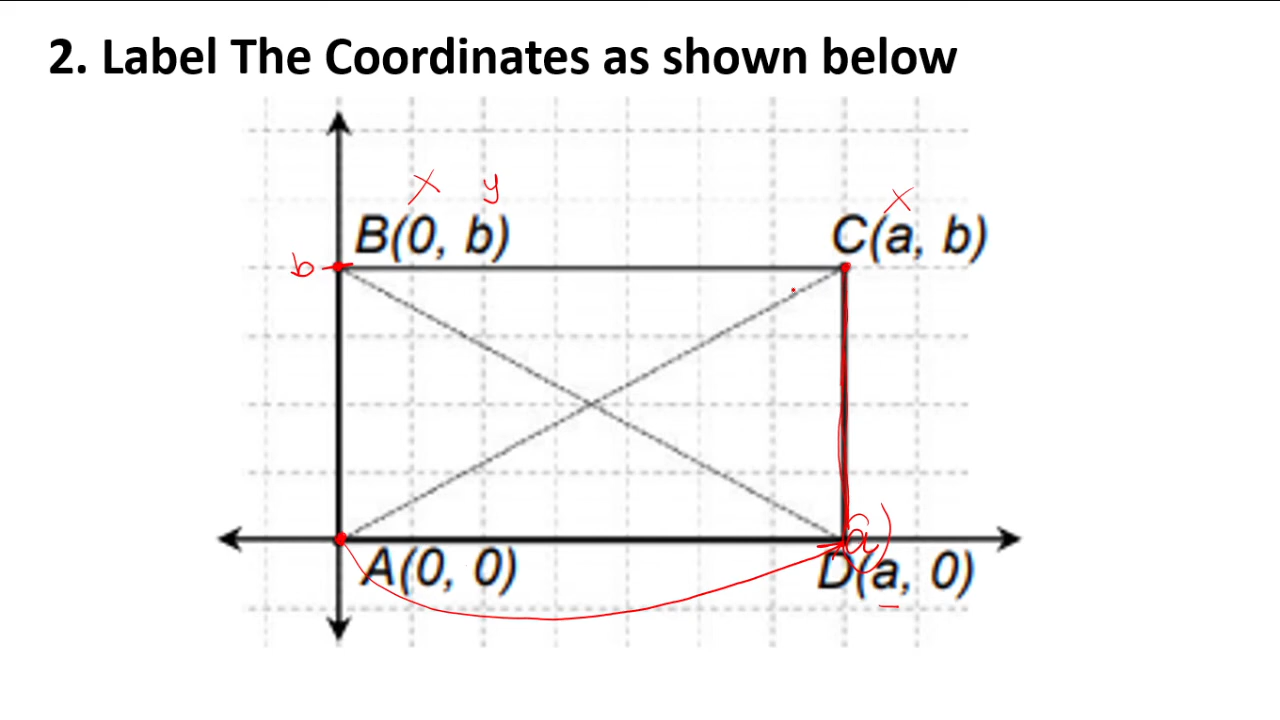 2. Label The Coordinates as shown below
x y
x
B(0, b)
C(a, b)
b
a
A(0, 0)
D(a, 0)